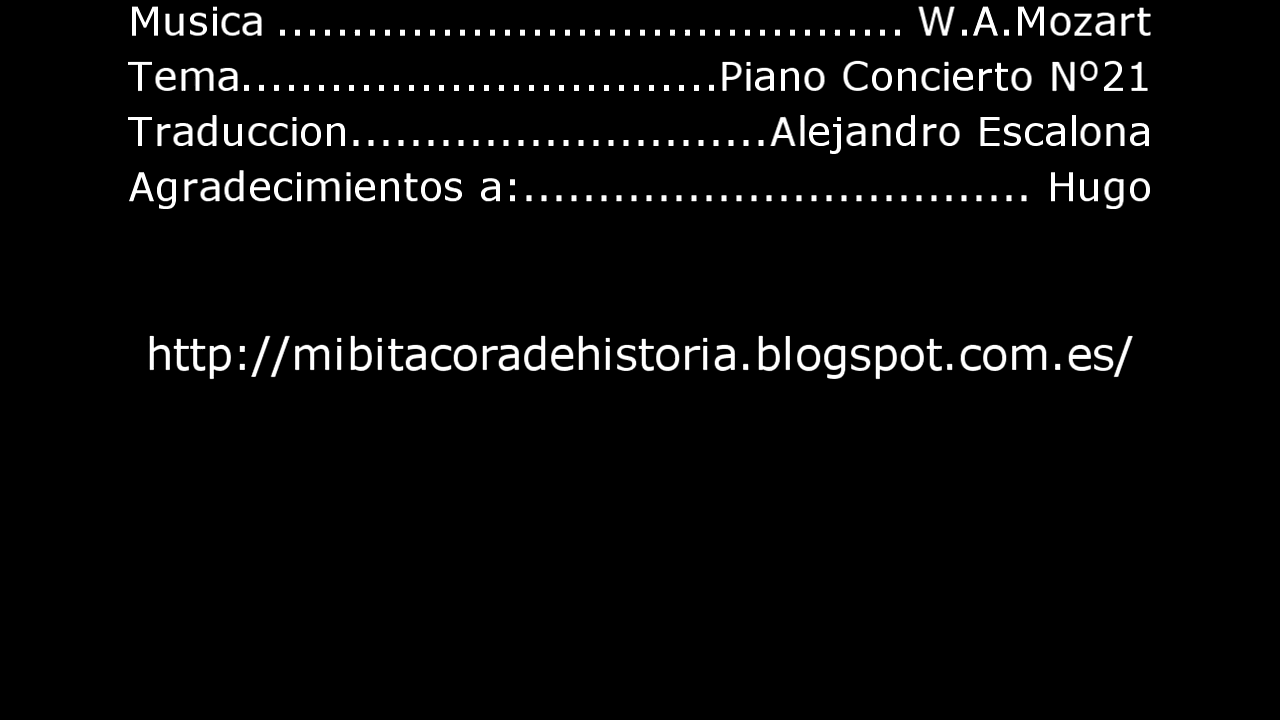 Musica .......................................... W.A.Mozart
Tema................................Piano Concierto Nº21
Traduccion............................Alejandro Escalona
Agradecimientos a:.................................. Hugo
http://mibitacoradehistoria.blogspot.com.es/